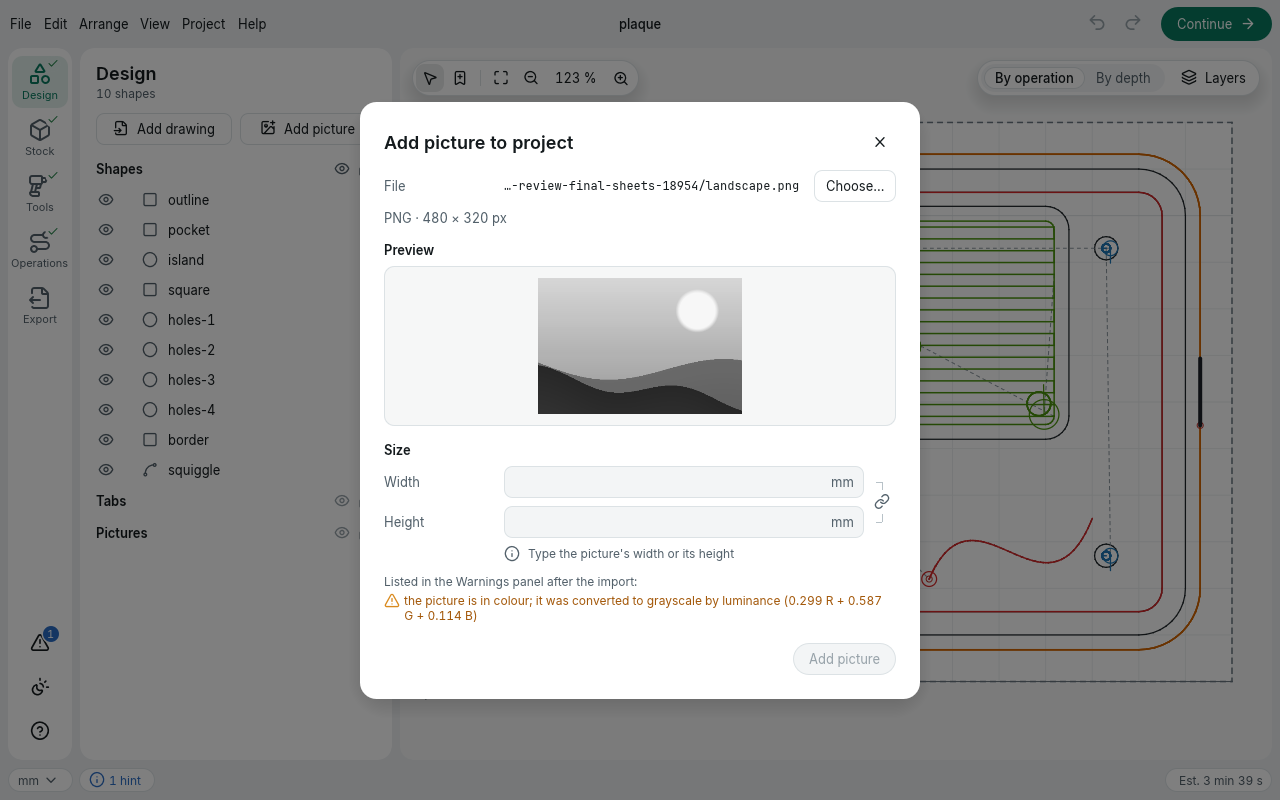 File Edit Arrange View Project Help
plaque
Continue
Design
Stock
Tools
Operations
Export
1
Design
10 shapes
Add drawing
Add picture
Shapes
outline
pocket
island
square
holes-1
holes-2
holes-3
holes-4
border
squiggle
Tabs
Pictures
123 %
By operation By depth Layers
Add picture to project
File …-review-final-sheets-18954/landscape.png Choose...
PNG · 480 × 320 px
Preview
Size
Width mm
Height mm
Type the picture's width or its height
Listed in the Warnings panel after the import:
the picture is in colour; it was converted to grayscale by luminance (0.299 R + 0.587
G + 0.114 B)
Add picture
mm
1 hint
Est. 3 min 39 s